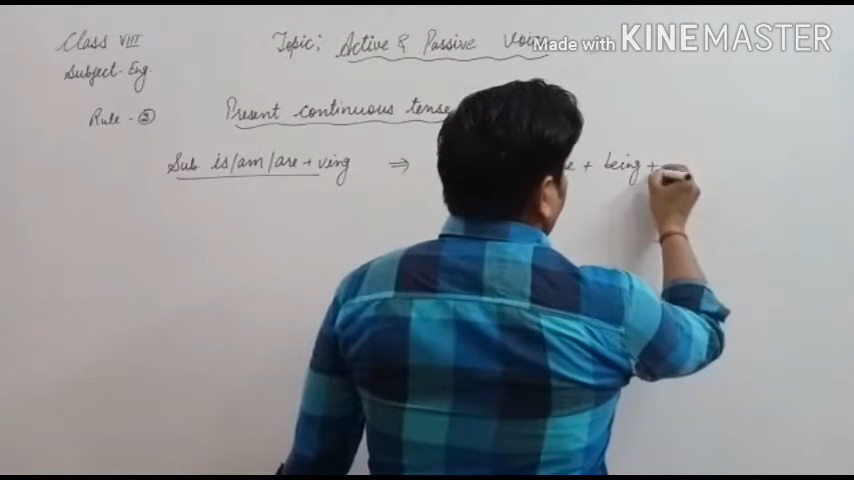 Class VIII
Topic: Active & Passive Voice
Made with KINEMASTER
Subject- Eng.
Rule - ②
Present continuous tense
Sub is/am/are + ving ⇒ + being +